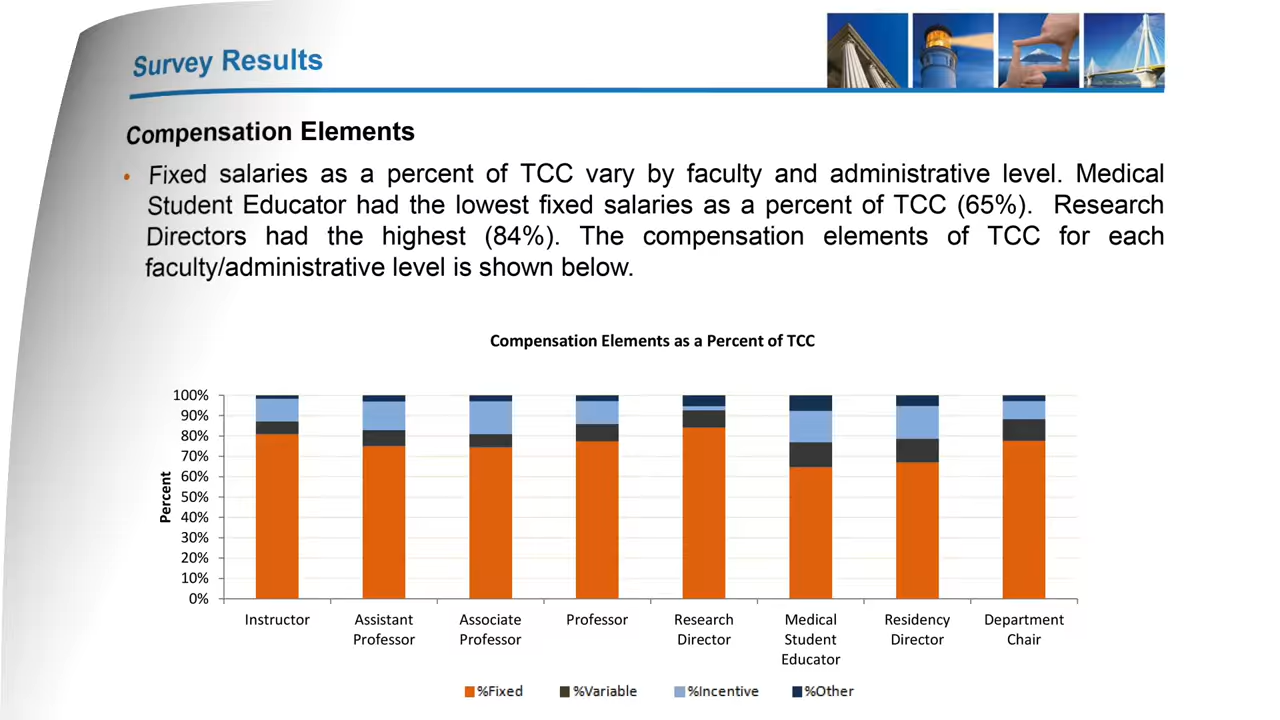 Survey Results
Compensation Elements
• Fixed salaries as a percent of TCC vary by faculty and administrative level. Medical
Student Educator had the lowest fixed salaries as a percent of TCC (65%). Research
Directors had the highest (84%). The compensation elements of TCC for each
faculty/administrative level is shown below.
Compensation Elements as a Percent of TCC
100%
90%
80%
70%
60%
50%
40%
30%
20%
10%
0%
Percent
Instructor
Assistant
Professor
Associate
Professor
Professor
Research
Director
Medical
Student
Educator
Residency
Director
Department
Chair
%Fixed %Variable %Incentive %Other